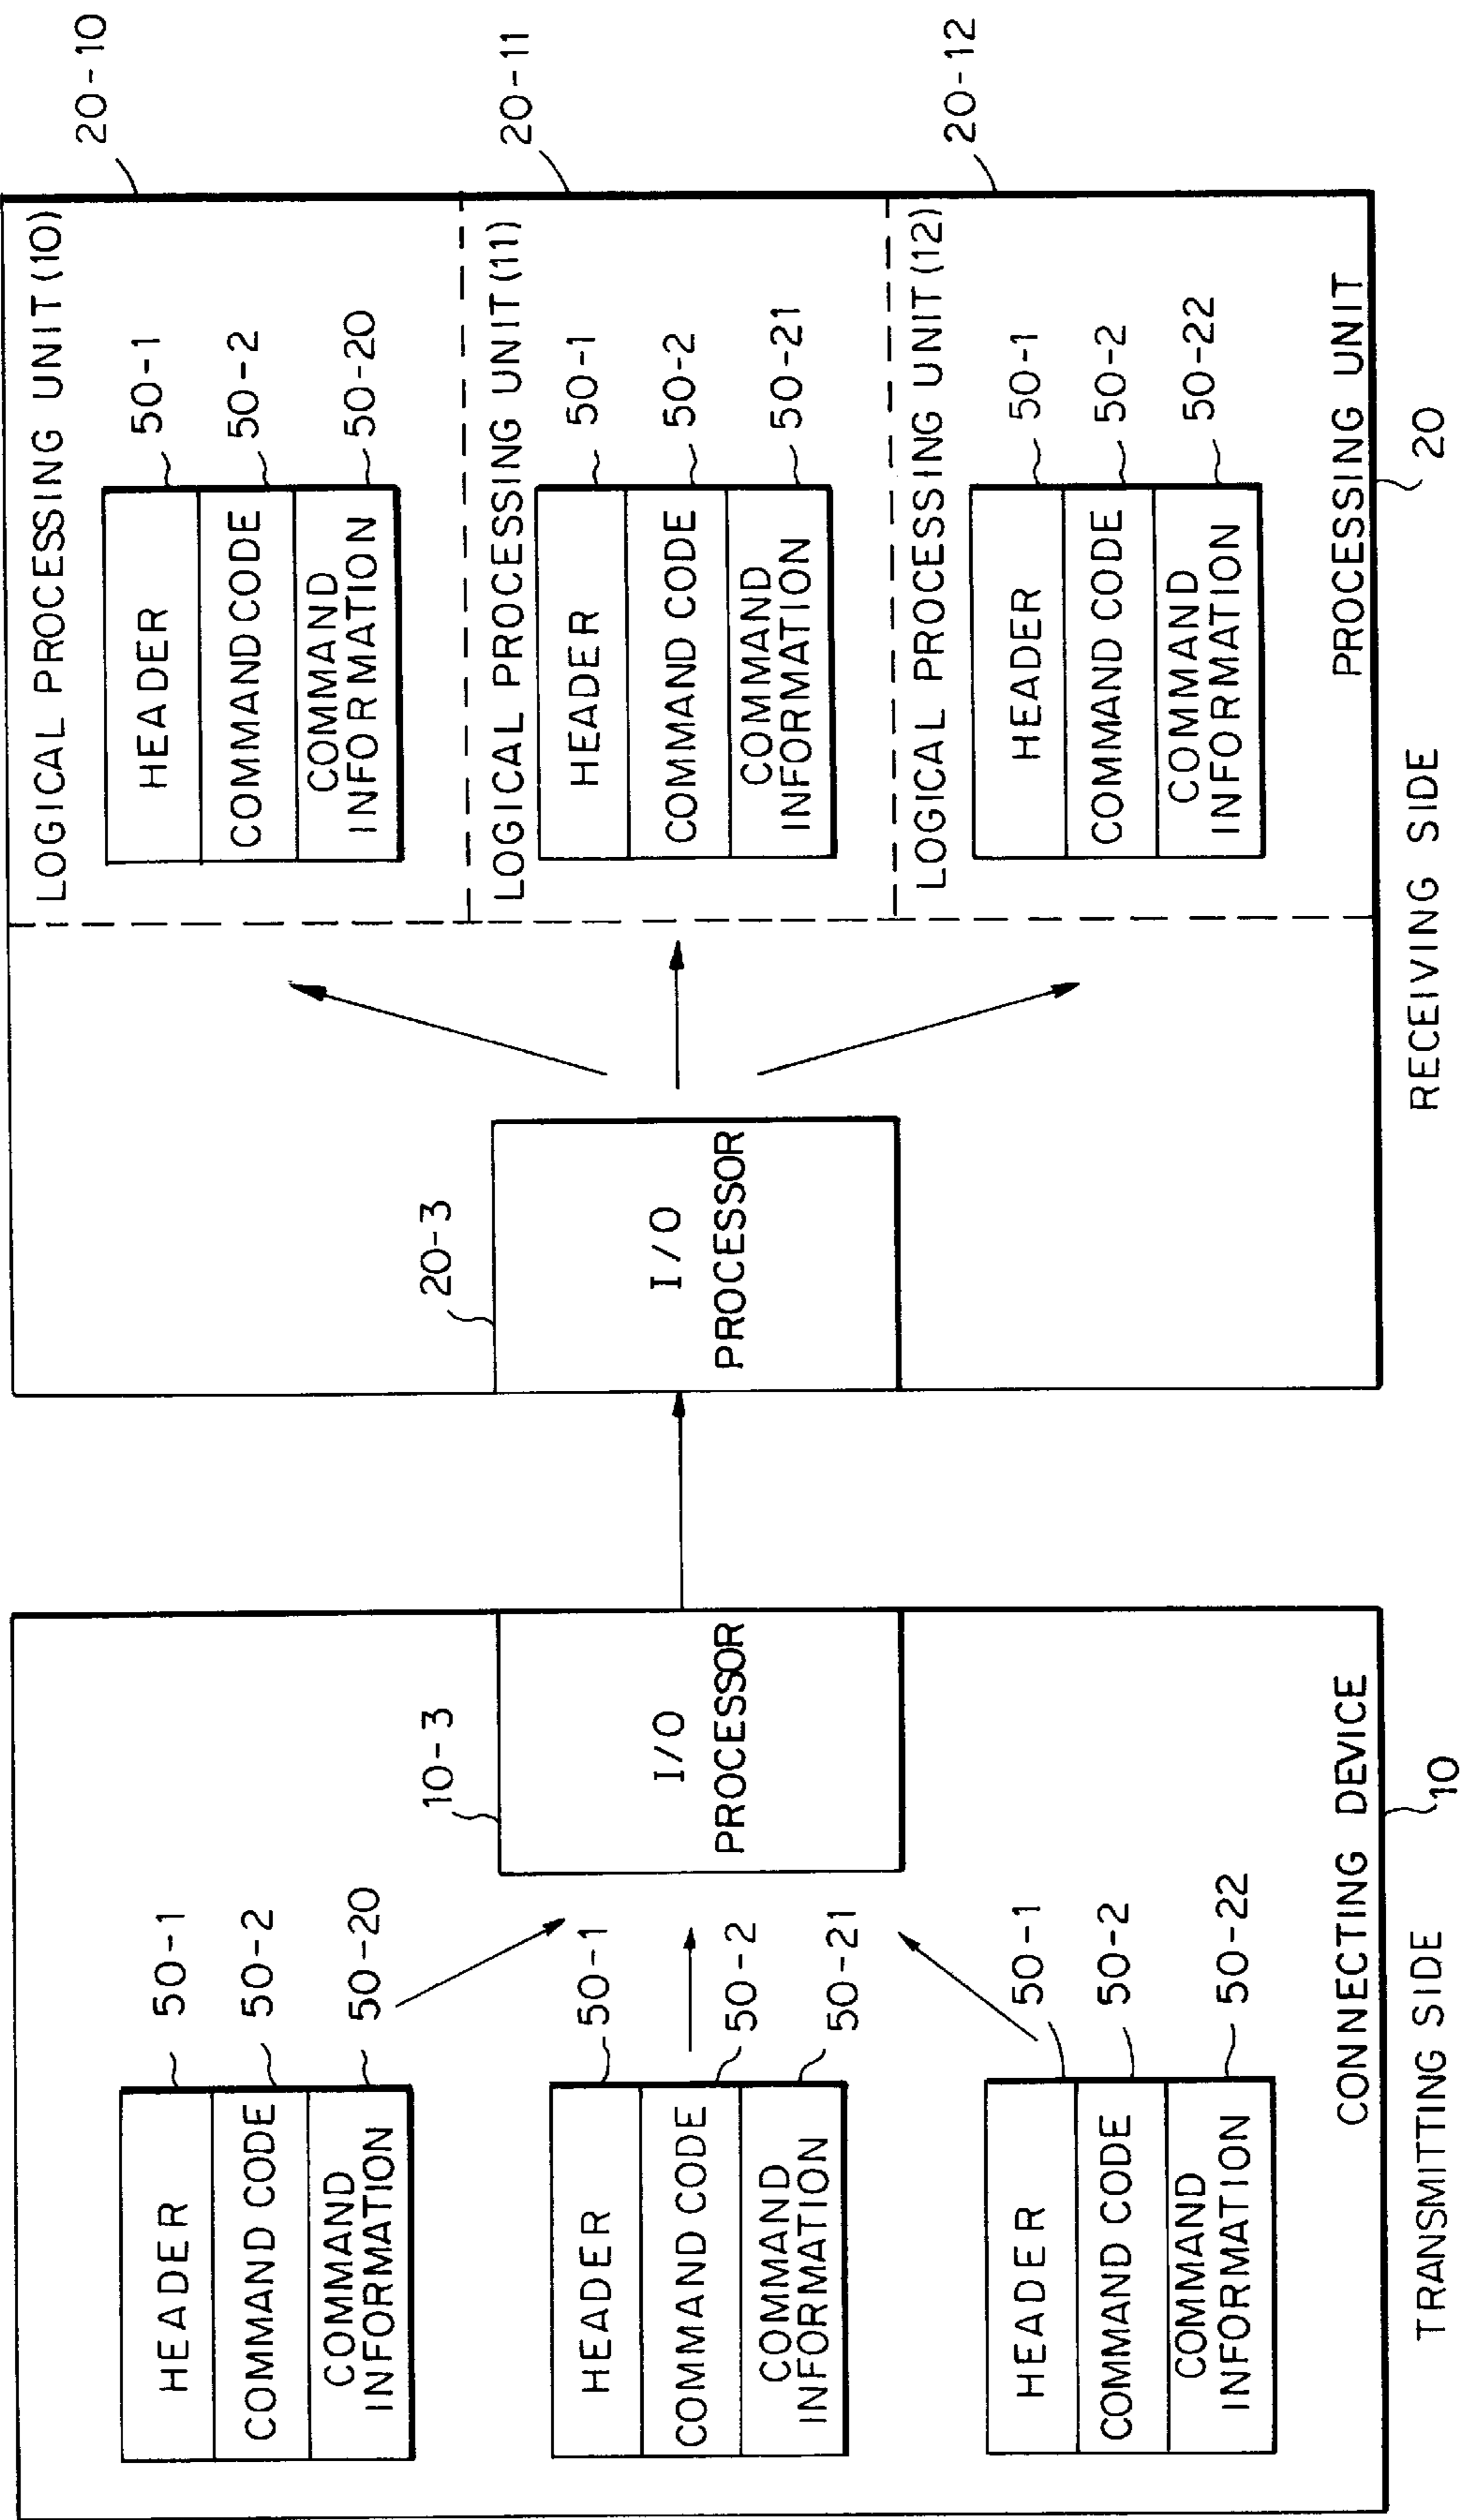 HEADER
50-1
COMMAND CODE
50-2
COMMAND
INFORMATION
50-20
HEADER
50-1
COMMAND CODE
50-2
COMMAND
INFORMATION
50-21
HEADER
50-1
COMMAND CODE
50-2
COMMAND
INFORMATION
50-22
10-3
I/O
PROCESSOR
CONNECTING DEVICE
10
TRANSMITTING SIDE
20-3
I/O
PROCESSOR
LOGICAL PROCESSING UNIT (10)
20-10
HEADER
50-1
COMMAND CODE
50-2
COMMAND
INFORMATION
50-20
LOGICAL PROCESSING UNIT (11)
20-11
HEADER
50-1
COMMAND CODE
50-2
COMMAND
INFORMATION
50-21
LOGICAL PROCESSING UNIT (12)
20-12
HEADER
50-1
COMMAND CODE
50-2
COMMAND
INFORMATION
50-22
PROCESSING UNIT
20
RECEIVING SIDE